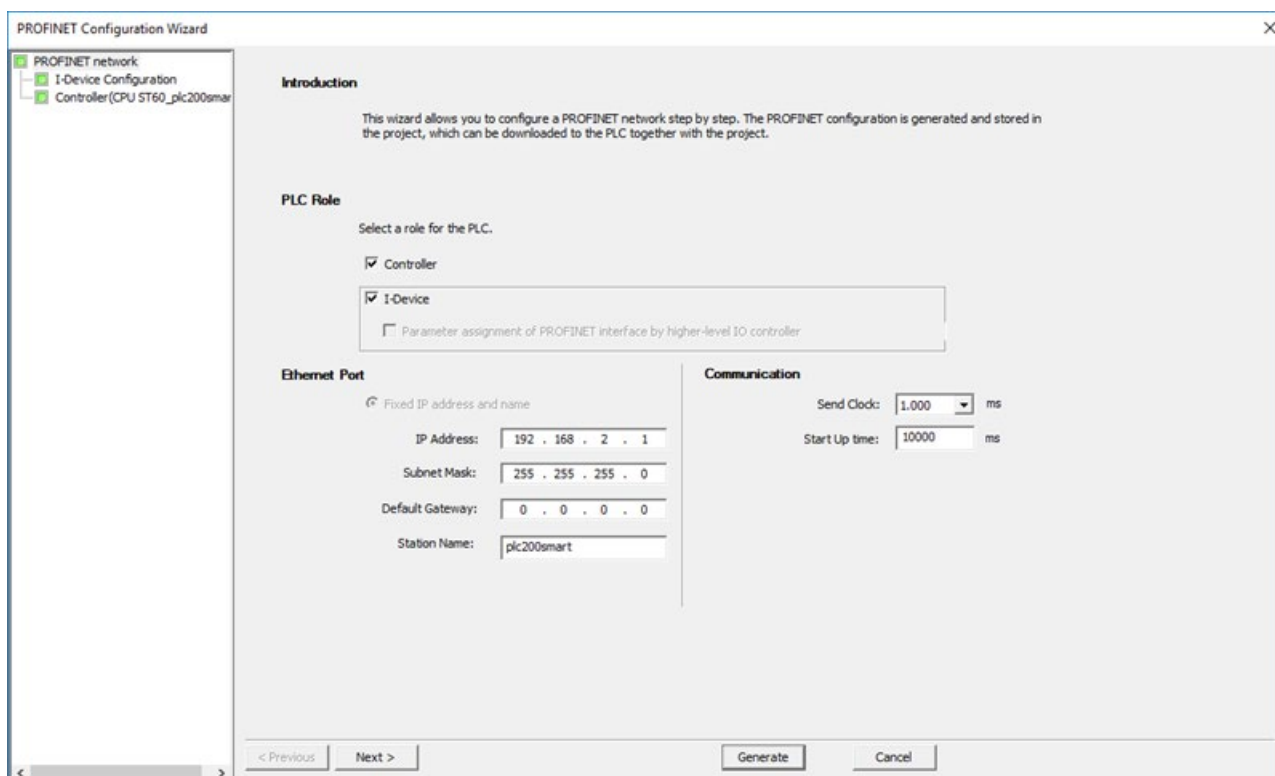 PROFINET Configuration Wizard
PROFINET network
I-Device Configuration
Controller(CPU ST60_plc200smar
Introduction
This wizard allows you to configure a PROFINET network step by step. The PROFINET configuration is generated and stored in
the project, which can be downloaded to the PLC together with the project.
PLC Role
Select a role for the PLC.
Controller
I-Device
Parameter assignment of PROFINET interface by higher-level IO controller
Ethernet Port
Fixed IP address and name
IP Address: 192 . 168 . 2 . 1
Subnet Mask: 255 . 255 . 255 . 0
Default Gateway: 0 . 0 . 0 . 0
Station Name: plc200smart
Communication
Send Clock: 1.000 ms
Start Up time: 10000 ms
< Previous
Next >
Generate
Cancel